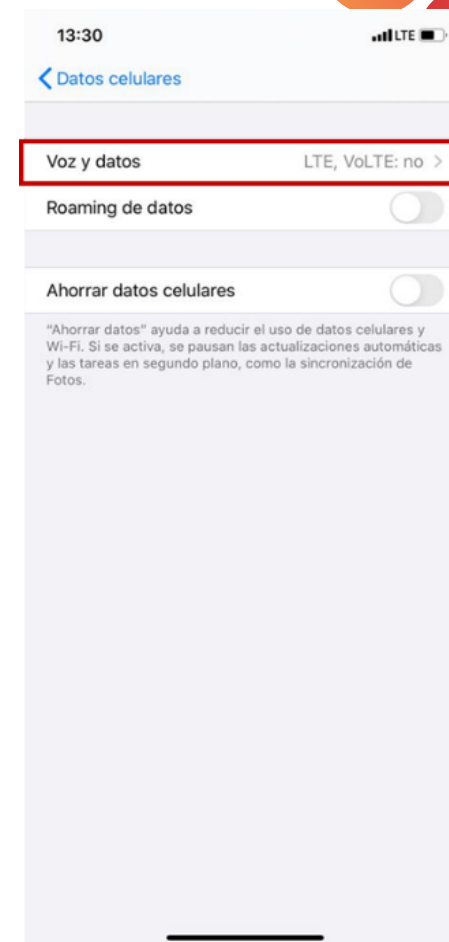 13:30 LTE
Datos celulares
Voz y datos LTE, VoLTE: no
Roaming de datos
Ahorrar datos celulares
"Ahorrar datos" ayuda a reducir el uso de datos celulares y
Wi-Fi. Si se activa, se pausan las actualizaciones automáticas
y las tareas en segundo plano, como la sincronización de
Fotos.